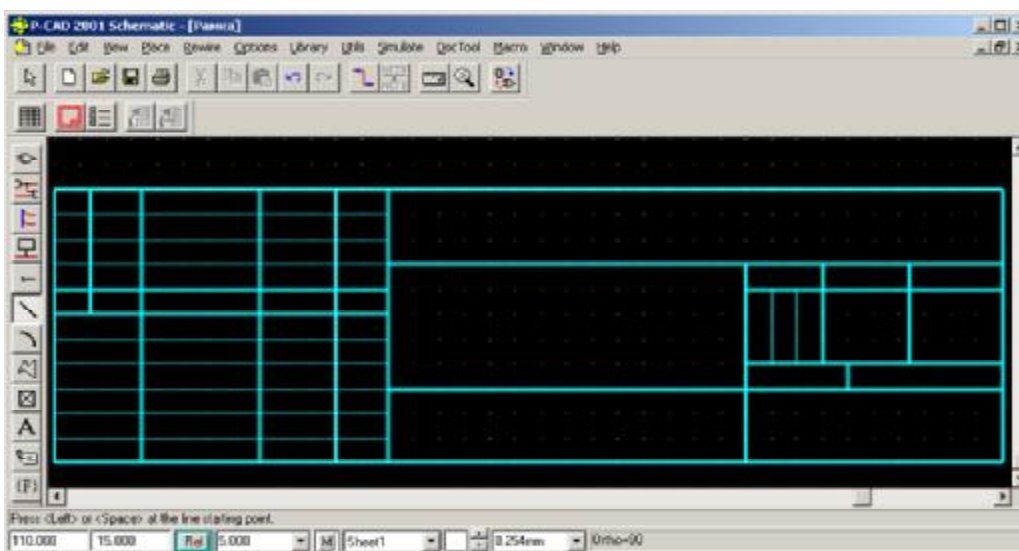 P-CAD 2001 Schematic - [Рамка]
File Edit View Place Rewire Options Library Utils Simulate DocTool Macro Window Help
A
{F}
Press <Left> or <Space> at the line starting point.
110.000 15.000 Rel 5.000 M Sheet1 0.254mm Ortho=90